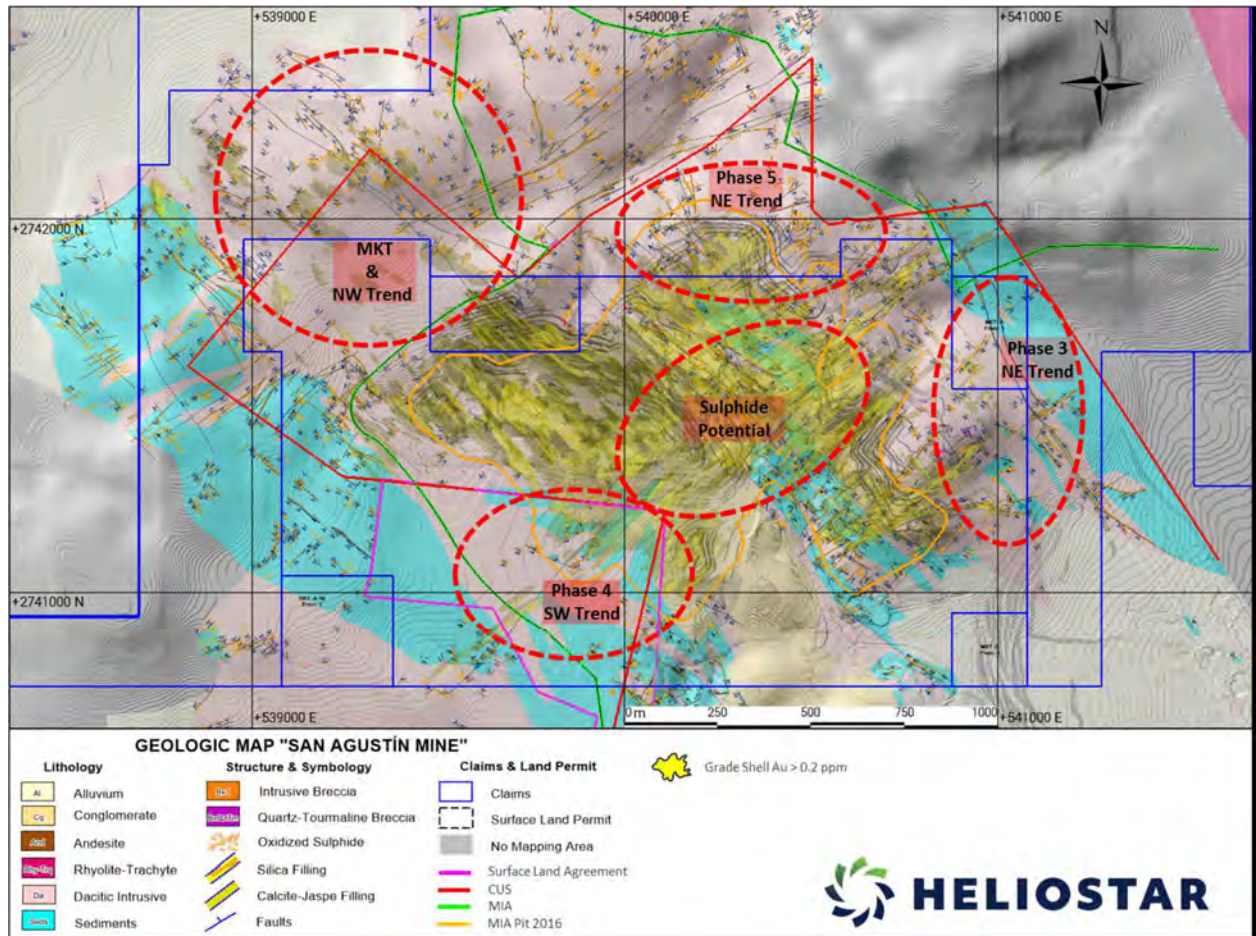 +539000 E
+540000 E
+541000 E
N
Phase 5
NE Trend
+2742000 N
MKT
&
NW Trend
Phase 3
NE Trend
Sulphide
Potential
+2741000 N
Phase 4
SW Trend
0m 250 500 750 1000
+539000 E
+541000 E
GEOLOGIC MAP "SAN AGUSTÍN MINE"
Lithology
Al Alluvium
Cg Conglomerate
And Andesite
Rhy-Trq Rhyolite-Trachyte
Da Dacitic Intrusive
Seds Sediments
Structure & Symbology
Intrusive Breccia
Quartz-Tourmaline Breccia
Oxidized Sulphide
Silica Filling
Calcite-Jaspe Filling
Faults
Claims & Land Permit
Claims
Surface Land Permit
No Mapping Area
Surface Land Agreement
CUS
MIA
MIA Pit 2016
Grade Shell Au > 0.2 ppm
HELIOSTAR